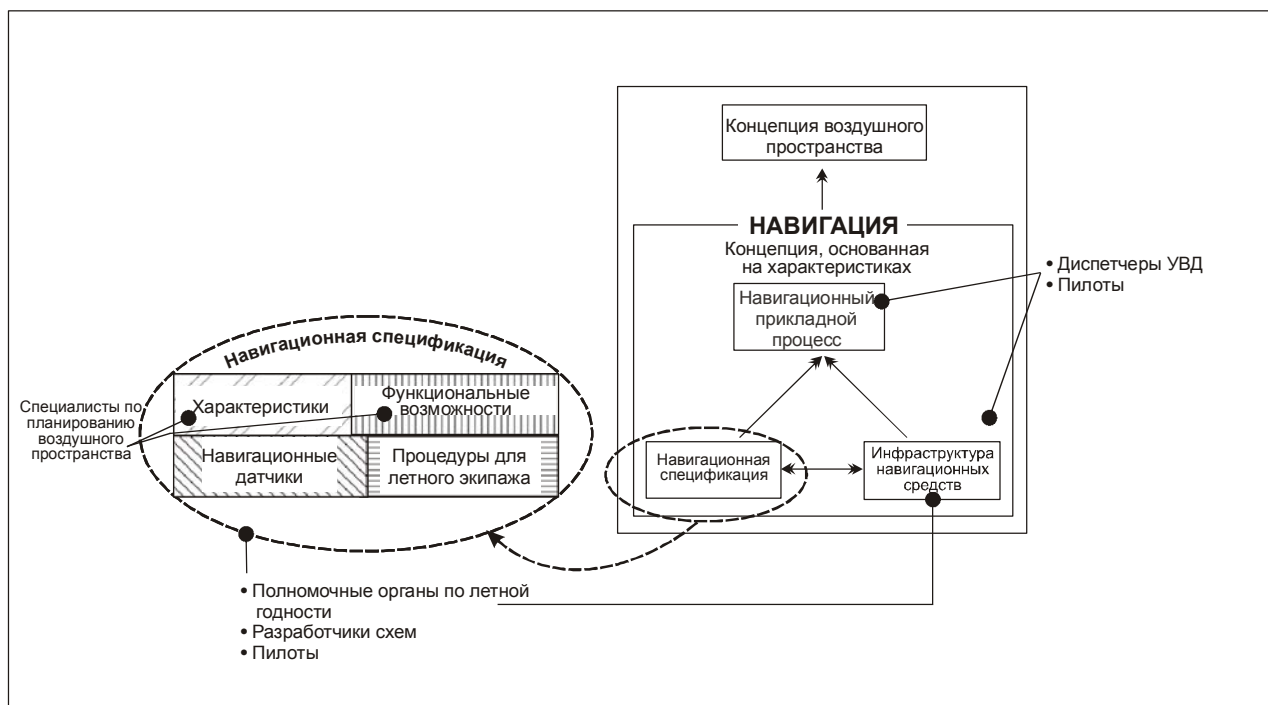 Концепция воздушного
пространства
НАВИГАЦИЯ
Концепция, основанная
на характеристиках
Навигационный
прикладной
процесс
• Диспетчеры УВД
• Пилоты
Навигационная спецификация
Характеристики
Функциональные
возможности
Навигационные
датчики
Процедуры для
летного экипажа
Специалисты по
планированию
воздушного
пространства
Навигационная
спецификация
Инфраструктура
навигационных
средств
• Полномочные органы по летной
годности
• Разработчики схем
• Пилоты